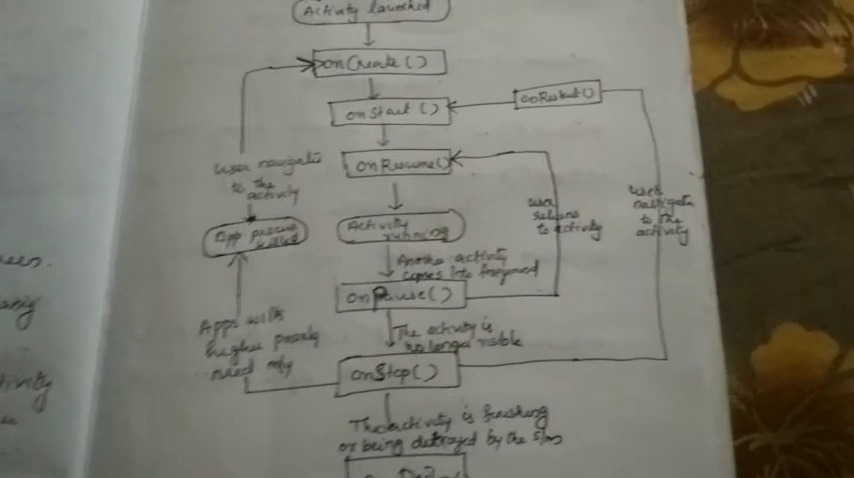 Activity launched
onCreate()
onStart()
onRestart()
onResume()
user navigates
to the
activity
App process
killed
Activity
running
user
returns
to activity
user
navigates
to the
activity
Another activity
comes into foreground
onPause()
Apps with
higher priority
need
The activity is
no longer visible
onStop()
The activity is finishing
or being destroyed by the